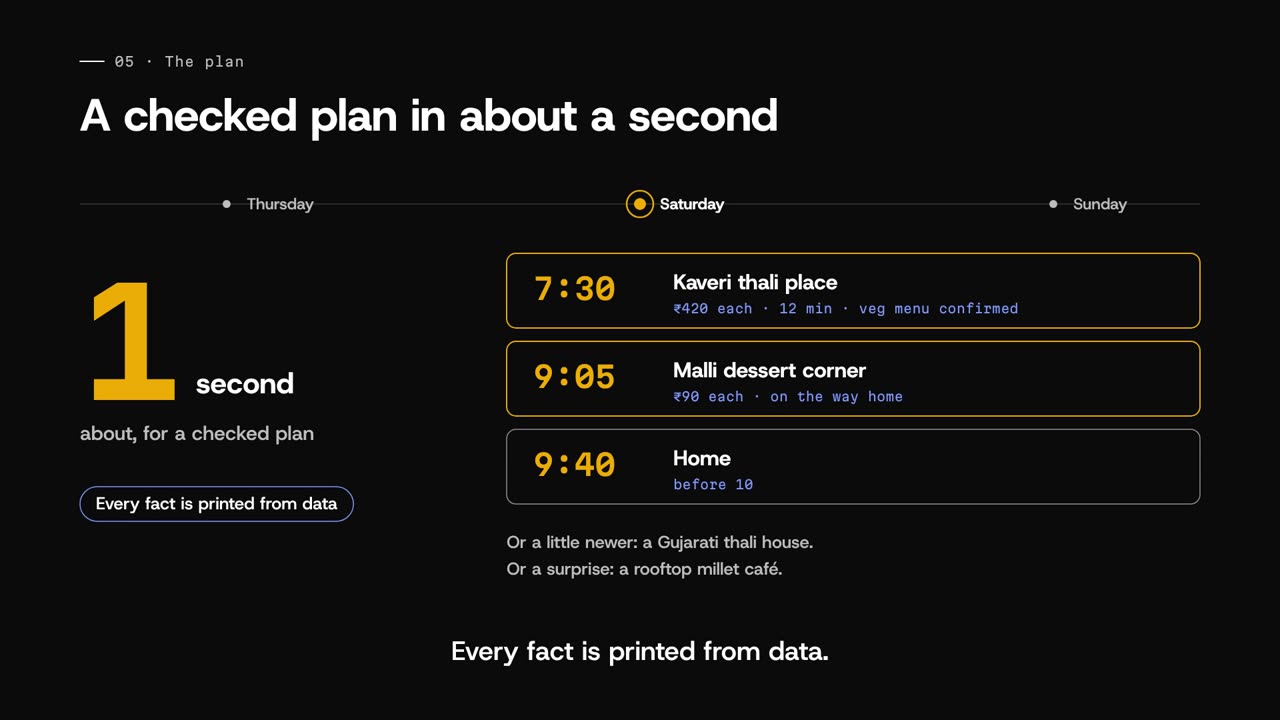 05 · The plan
A checked plan in about a second
Thursday
Saturday
Sunday
1 second
about, for a checked plan
Every fact is printed from data
7:30
Kaveri thali place
₹420 each · 12 min · veg menu confirmed
9:05
Malli dessert corner
₹90 each · on the way home
9:40
Home
before 10
Or a little newer: a Gujarati thali house.
Or a surprise: a rooftop millet café.
Every fact is printed from data.